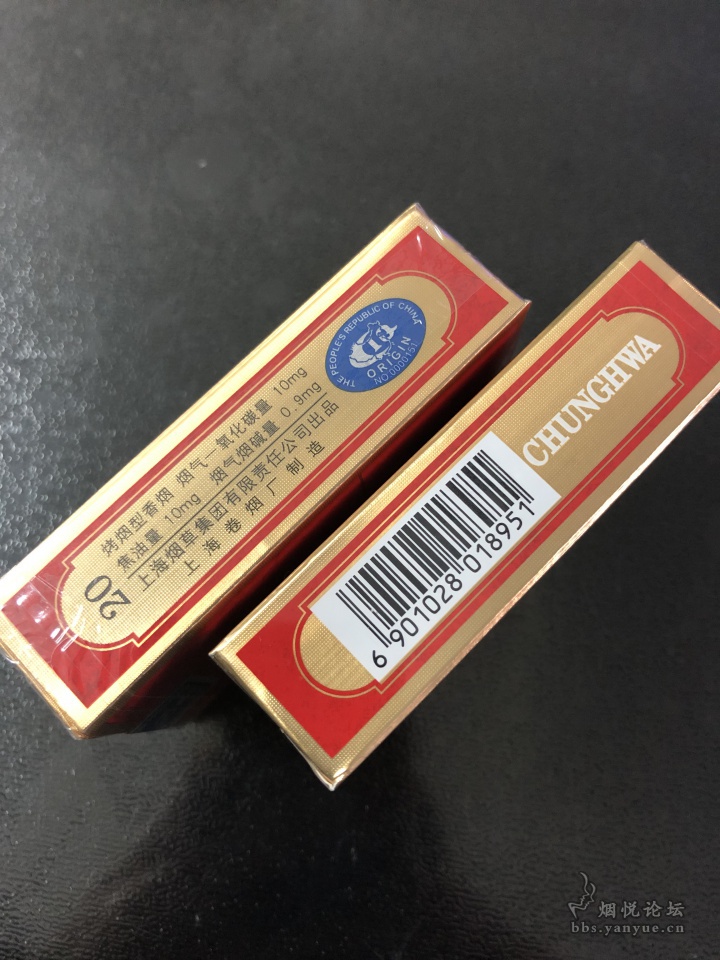 THE PEOPLE'S REPUBLIC OF CHINA
ORIGIN
NO.0000151
烤烟型香烟 烟气一氧化碳量 10mg
焦油量 10mg 烟气烟碱量 0.9mg
上海烟草集团有限责任公司出品
上海卷烟厂制造
20
CHUNGHWA
6 901028 018951
烟悦论坛
bbs.yanyue.cn